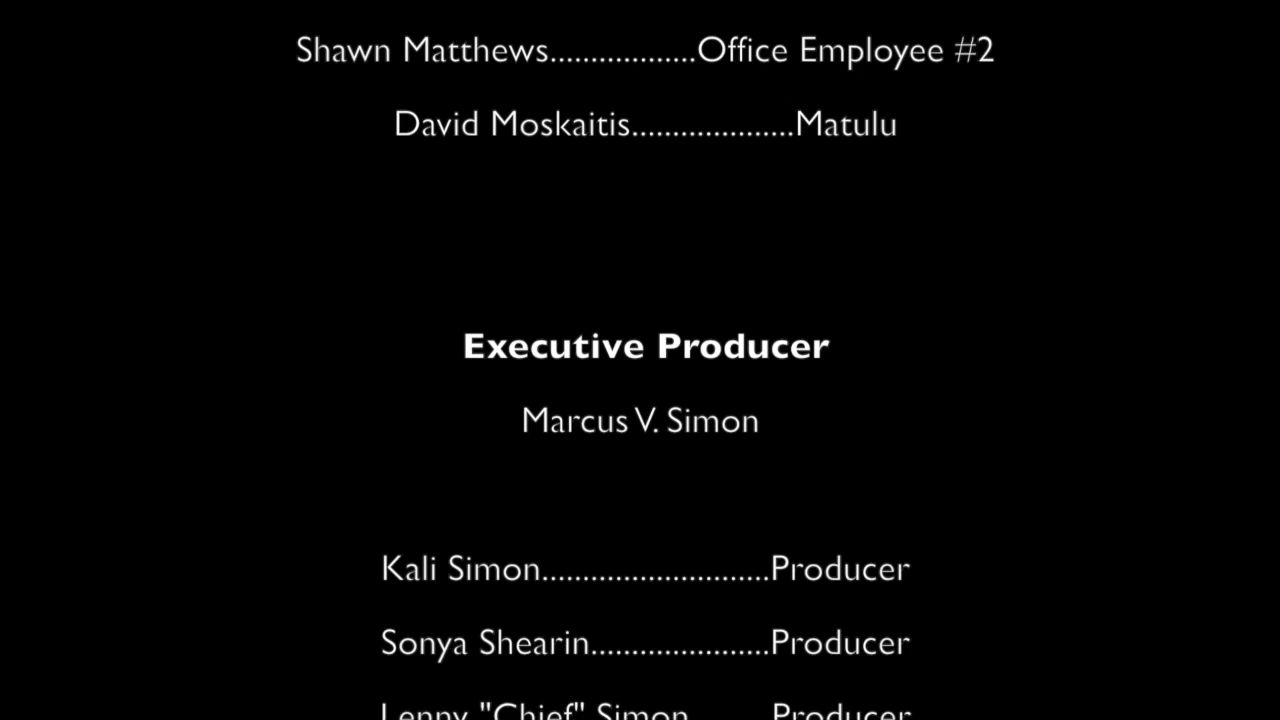 Shawn Matthews..................Office Employee #2
David Moskaitis....................Matulu
Executive Producer
Marcus V. Simon
Kali Simon............................Producer
Sonya Shearin......................Producer
Lenny "Chief" Simon..........Producer